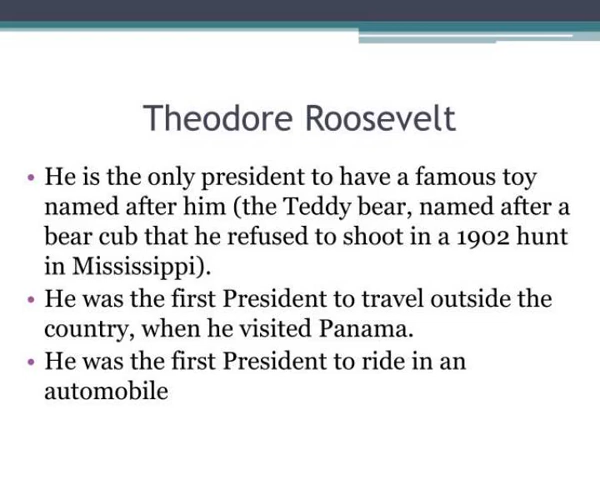 Theodore Roosevelt
• He is the only president to have a famous toy
named after him (the Teddy bear, named after a
bear cub that he refused to shoot in a 1902 hunt
in Mississippi).
• He was the first President to travel outside the
country, when he visited Panama.
• He was the first President to ride in an
automobile